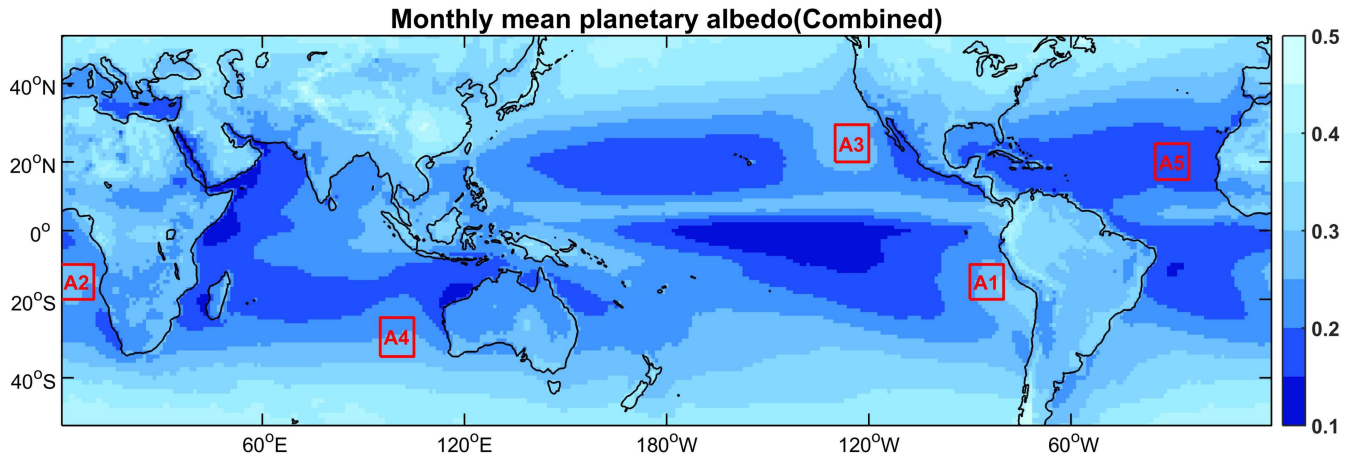 Monthly mean planetary albedo(Combined)
40°N
20°N
0°
20°S
40°S
60°E
120°E
180°W
120°W
60°W
A2
A4
A3
A1
A5
0.5
0.4
0.3
0.2
0.1